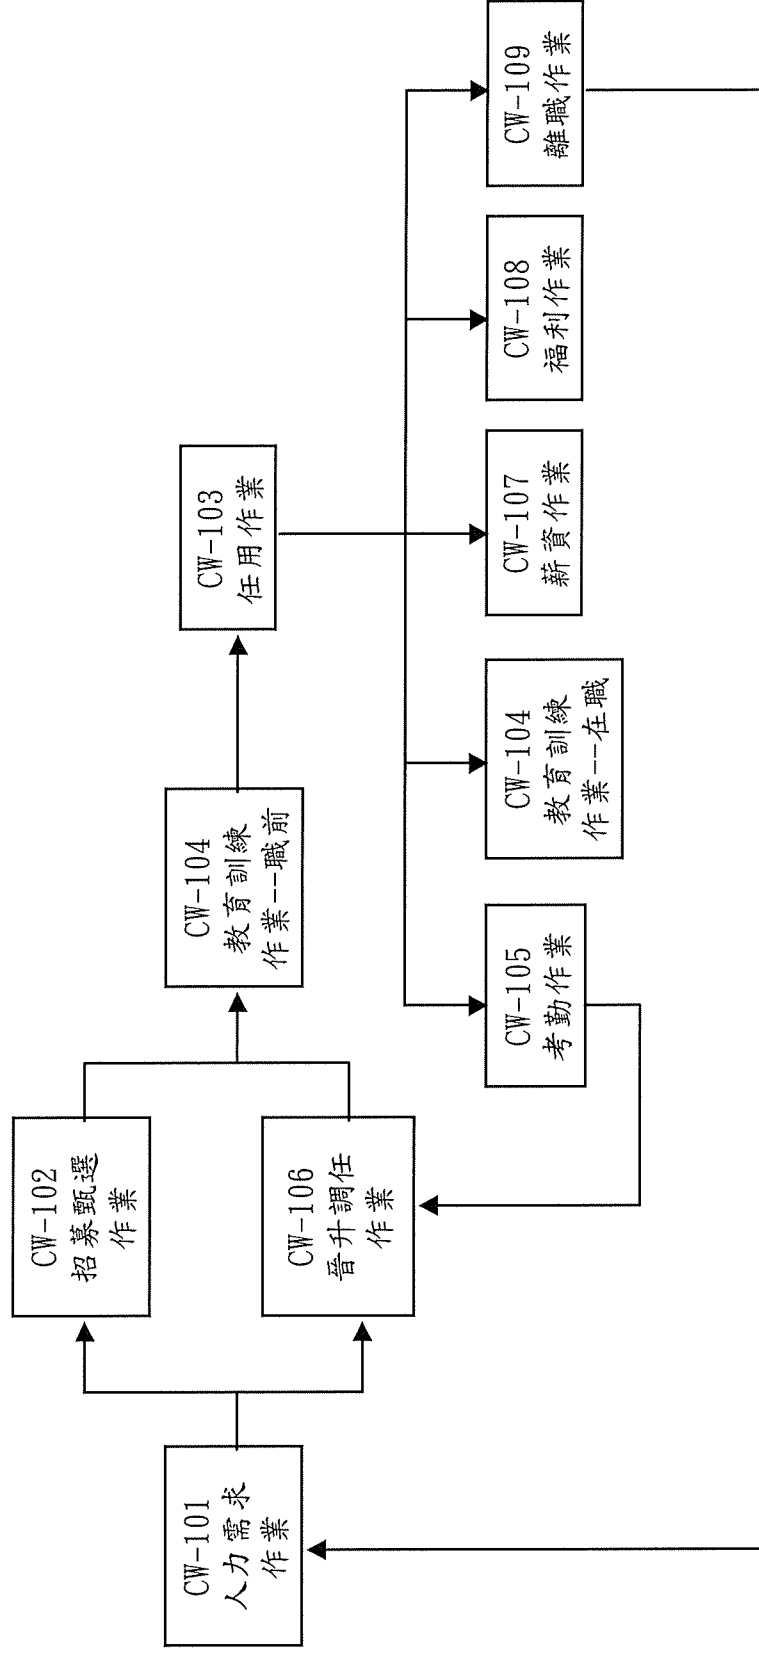 CW-101
人力需求
作業
CW-102
招募甄選
作業
CW-106
晉升調任
作業
CW-104
教育訓練
作業--職前
CW-103
任用作業
CW-105
考勤作業
CW-104
教育訓練
作業--在職
CW-107
薪資作業
CW-108
福利作業
CW-109
離職作業